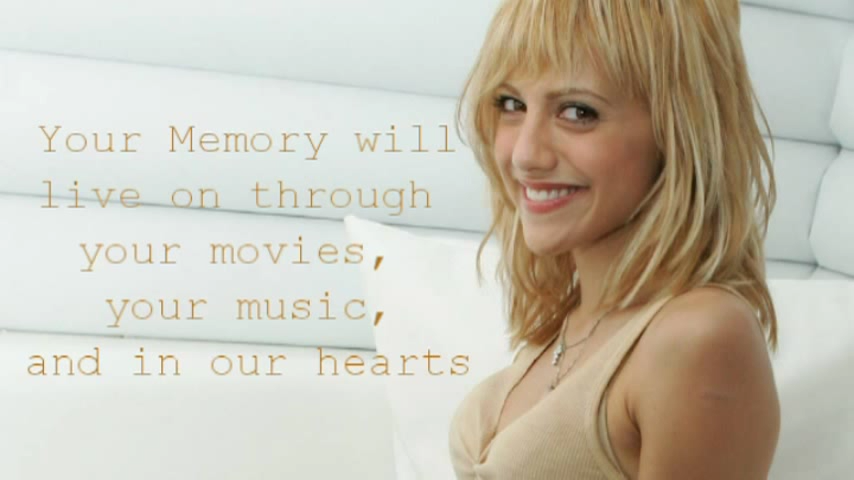 Your Memory will
live on through
your movies,
your music,
and in our hearts